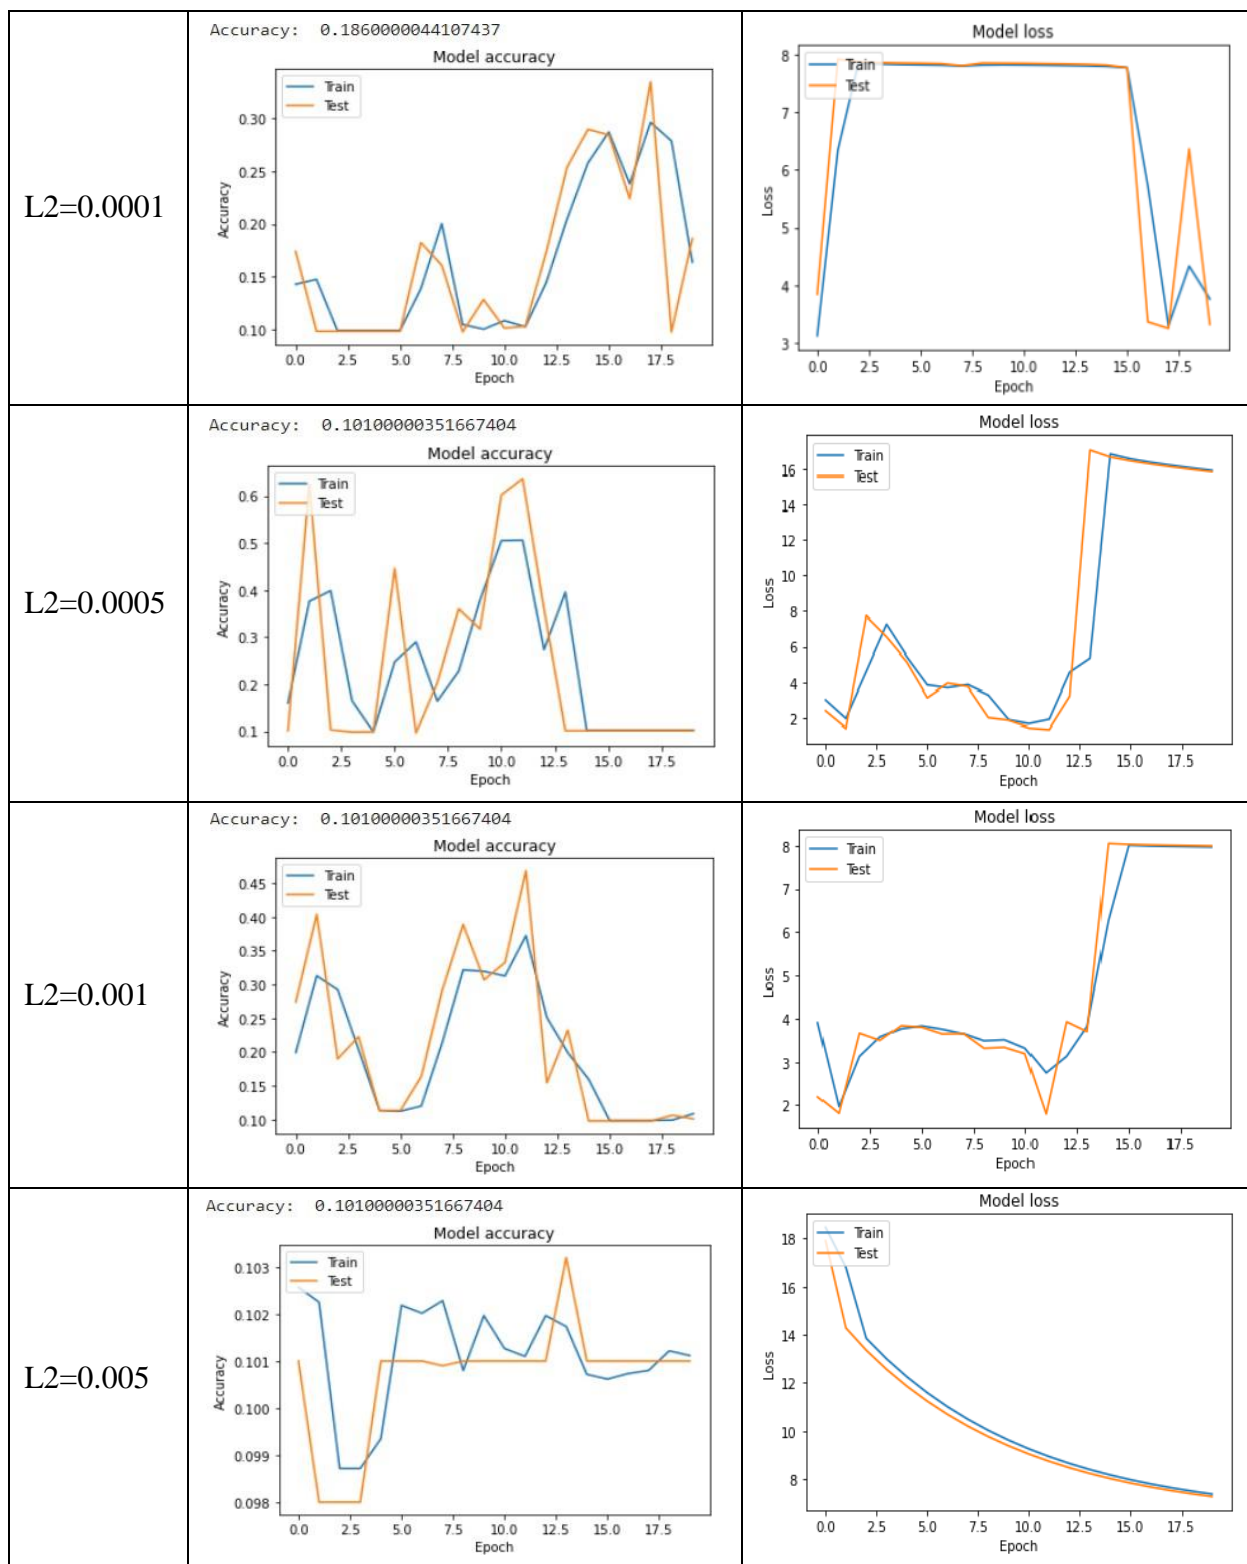 L2=0.0001
Accuracy: 0.1860000044107437
Model accuracy
Train
Test
Accuracy
0.30
0.25
0.20
0.15
0.10
0.0 2.5 5.0 7.5 10.0 12.5 15.0 17.5
Epoch
Model loss
Train
Test
Loss
8
7
6
5
4
3
0.0 2.5 5.0 7.5 10.0 12.5 15.0 17.5
Epoch
L2=0.0005
Accuracy: 0.10100000351667404
Model accuracy
Train
Test
Accuracy
0.6
0.5
0.4
0.3
0.2
0.1
0.0 2.5 5.0 7.5 10.0 12.5 15.0 17.5
Epoch
Model loss
Train
Test
Loss
16
14
12
10
8
6
4
2
0.0 2.5 5.0 7.5 10.0 12.5 15.0 17.5
Epoch
L2=0.001
Accuracy: 0.10100000351667404
Model accuracy
Train
Test
Accuracy
0.45
0.40
0.35
0.30
0.25
0.20
0.15
0.10
0.0 2.5 5.0 7.5 10.0 12.5 15.0 17.5
Epoch
Model loss
Train
Test
Loss
8
7
6
5
4
3
2
0.0 2.5 5.0 7.5 10.0 12.5 15.0 17.5
Epoch
L2=0.005
Accuracy: 0.10100000351667404
Model accuracy
Train
Test
Accuracy
0.103
0.102
0.101
0.100
0.099
0.098
0.0 2.5 5.0 7.5 10.0 12.5 15.0 17.5
Epoch
Model loss
Train
Test
Loss
18
16
14
12
10
8
0.0 2.5 5.0 7.5 10.0 12.5 15.0 17.5
Epoch